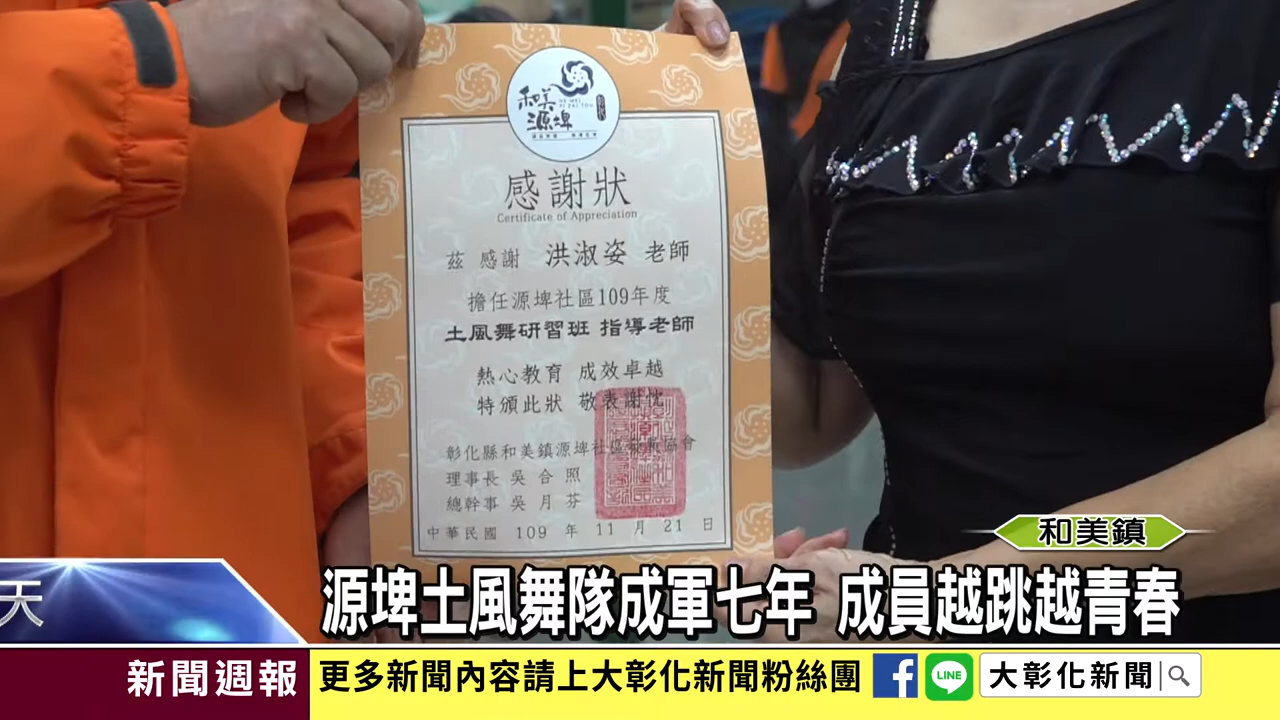 和美
HE MEI
源埤
感謝狀
Certificate of Appreciation
茲 感謝 洪淑姿 老師
擔任源埤社區109年度
土風舞研習班 指導老師
熱心教育 成效卓越
特頒此狀 敬表謝忱
彰化縣和美鎮源埤社區發展協會
理事長 吳合照
總幹事 吳月芬
中華民國 109 年 11 月 21 日
和美鎮
天
源埤土風舞隊成軍七年 成員越跳越青春
新聞週報
更多新聞內容請上大彰化新聞粉絲團
LINE
大彰化新聞